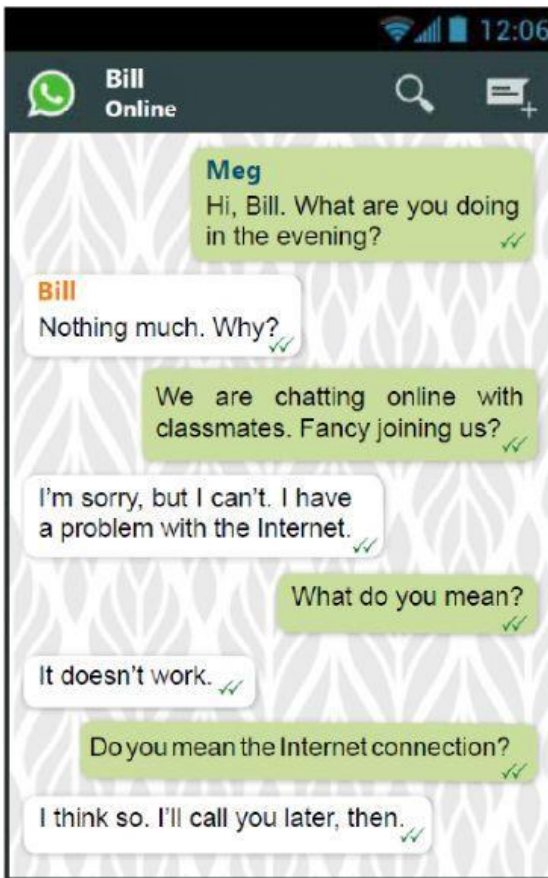 12:06
Bill
Online
Meg
Hi, Bill. What are you doing
in the evening?
Bill
Nothing much. Why?
We are chatting online with
classmates. Fancy joining us?
I'm sorry, but I can't. I have
a problem with the Internet.
What do you mean?
It doesn't work.
Do you mean the Internet connection?
I think so. I'll call you later, then.